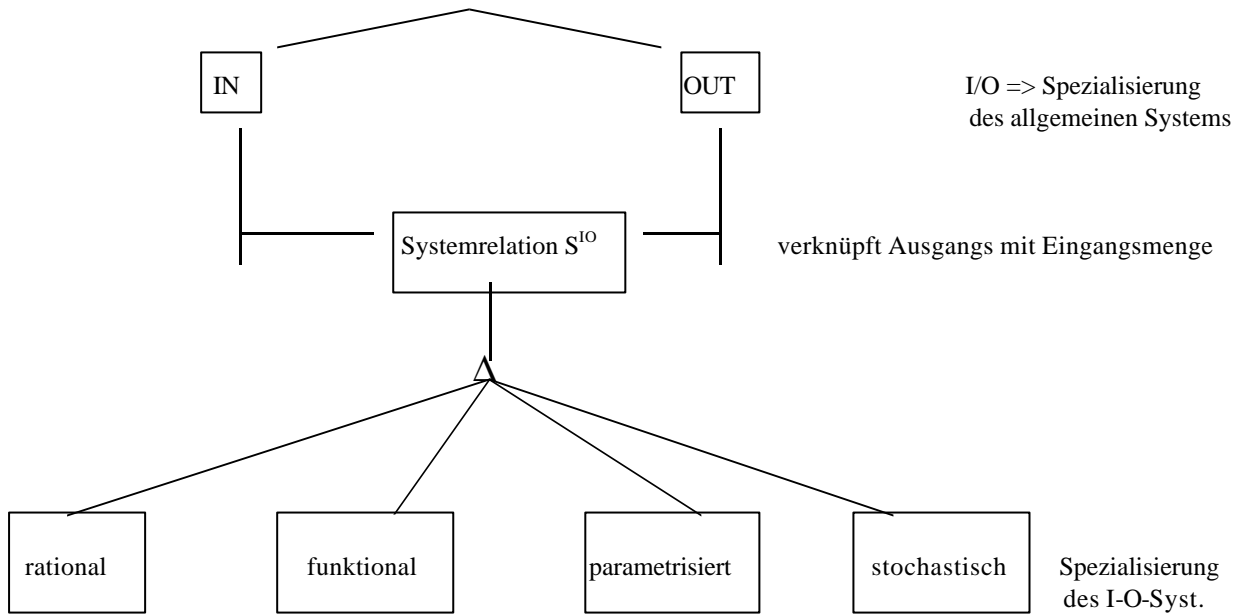 IN
OUT
I/O => Spezialisierung
des allgemeinen Systems
Systemrelation S^IO
verknüpft Ausgangs mit Eingangsmenge
rational
funktional
parametrisiert
stochastisch
Spezialisierung
des I-O-Syst.